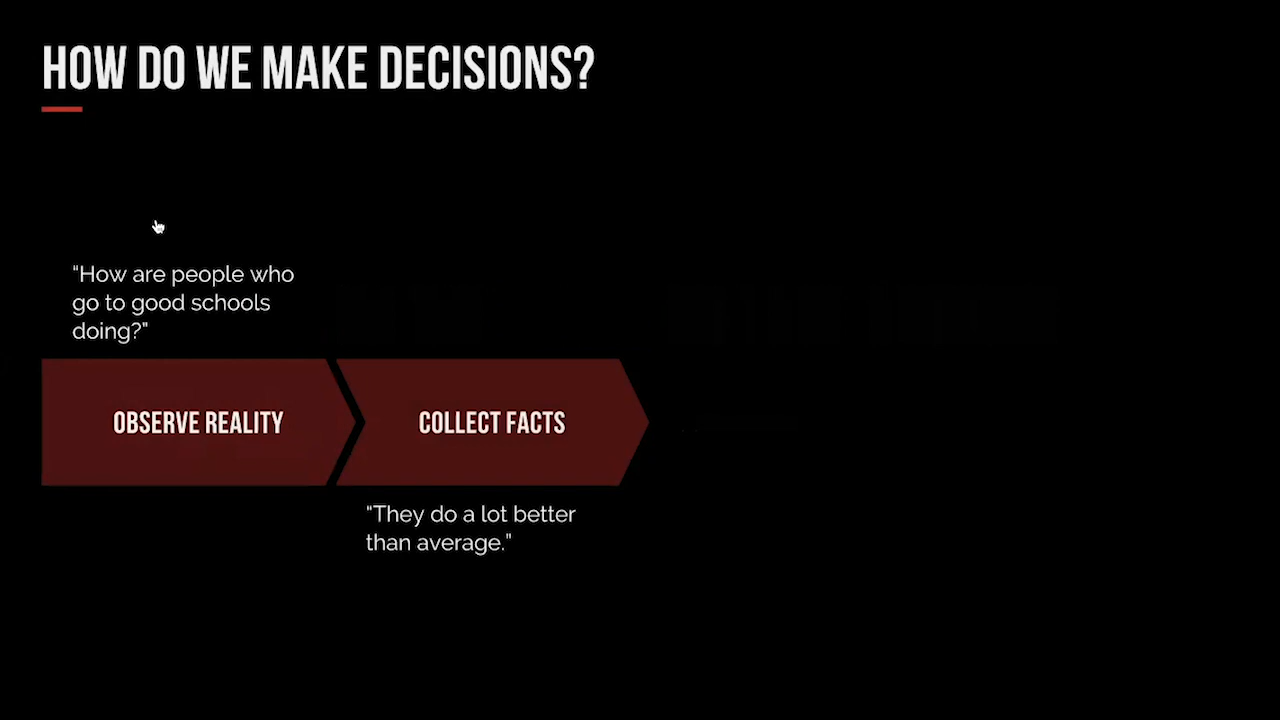 HOW DO WE MAKE DECISIONS?
“How are people who
go to good schools
doing?"
OBSERVE REALITY
COLLECT FACTS
"They do a lot better
than average."